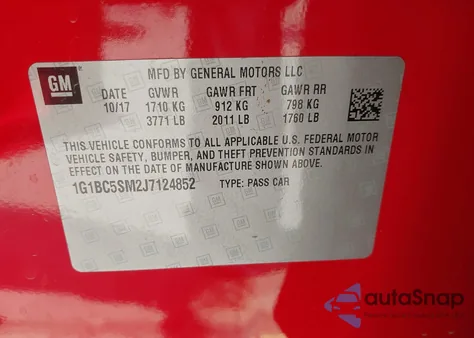 GM
MFD BY GENERAL MOTORS LLC
DATE GVWR GAWR FRT GAWR RR
10/17 1710 KG 912 KG 798 KG
3771 LB 2011 LB 1760 LB
THIS VEHICLE CONFORMS TO ALL APPLICABLE U.S. FEDERAL MOTOR
VEHICLE SAFETY, BUMPER, AND THEFT PREVENTION STANDARDS IN
EFFECT ON THE DATE OF MANUFACTURE SHOWN ABOVE.
1G1BC5SM2J7124852 TYPE: PASS CAR
autoSnap